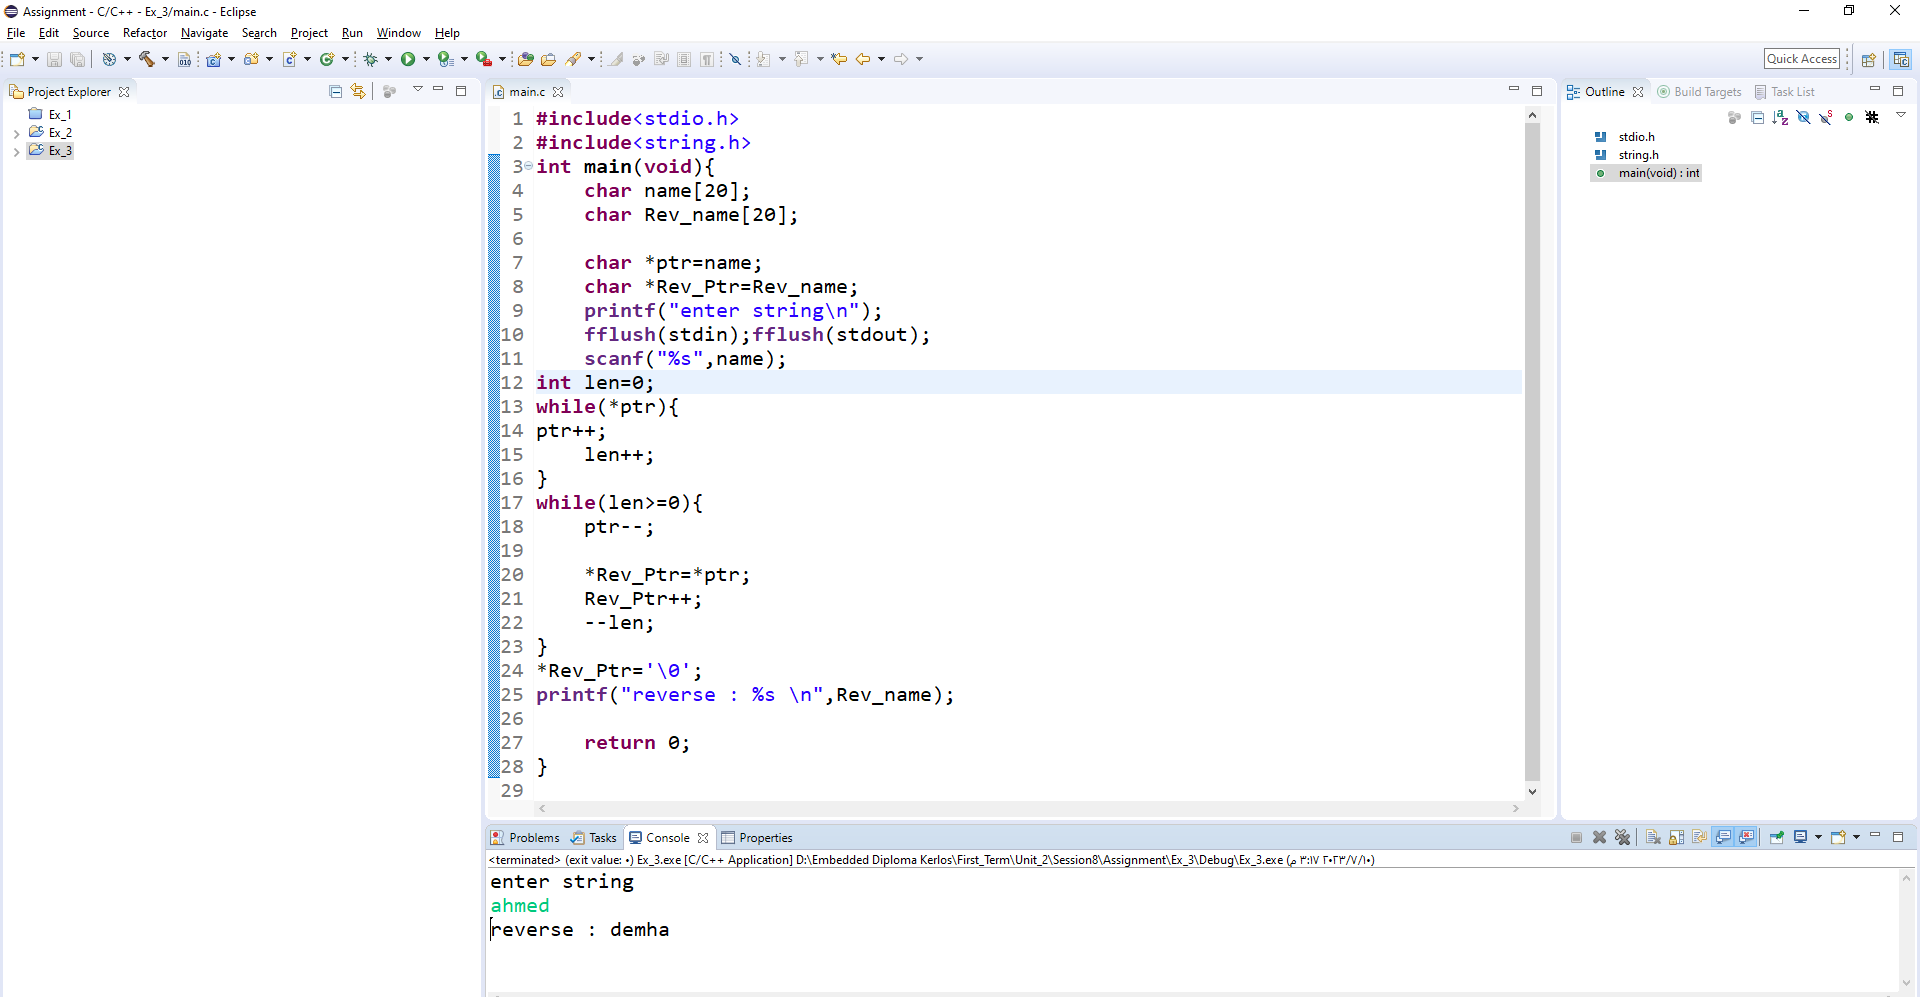 Assignment - C/C++ - Ex_3/main.c - Eclipse
File Edit Source Refactor Navigate Search Project Run Window Help
Quick Access
Project Explorer
Ex_1
Ex_2
Ex_3
main.c
1 #include<stdio.h>
2 #include<string.h>
3 int main(void){
4     char name[20];
5     char Rev_name[20];
6
7     char *ptr=name;
8     char *Rev_Ptr=Rev_name;
9     printf("enter string\n");
10     fflush(stdin);fflush(stdout);
11     scanf("%s",name);
12 int len=0;
13 while(*ptr){
14 ptr++;
15     len++;
16 }
17 while(len>=0){
18     ptr--;
19
20     *Rev_Ptr=*ptr;
21     Rev_Ptr++;
22     --len;
23 }
24 *Rev_Ptr='\0';
25 printf("reverse : %s \n",Rev_name);
26
27     return 0;
28 }
29
Outline Build Targets Task List
stdio.h
string.h
main(void) : int
Problems Tasks Console Properties
<terminated> (exit value: ٠) Ex_3.exe [C/C++ Application] D:\Embedded Diploma Kerlos\First_Term\Unit_2\Session8\Assignment\Ex_3\Debug\Ex_3.exe (م ٣:١٧ ٢٠٢٣/٧/١٠)
enter string
ahmed
reverse : demha